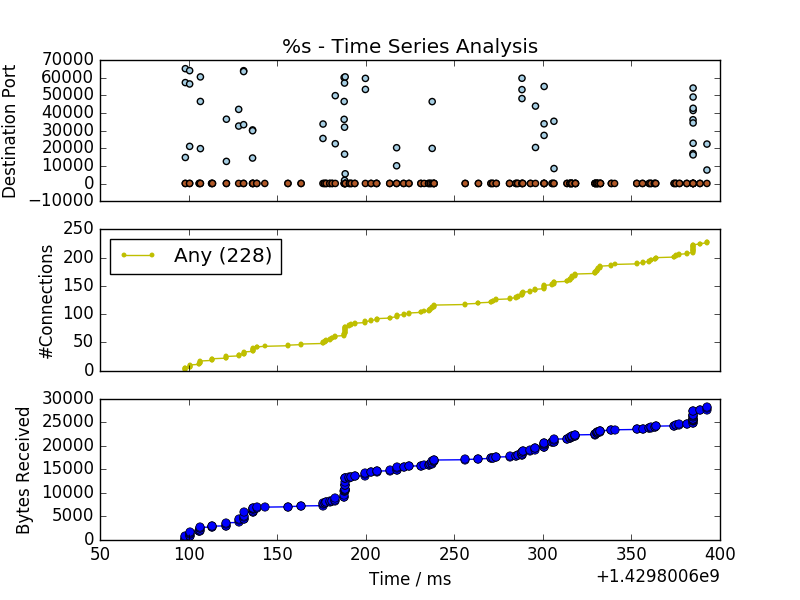 %s - Time Series Analysis
70000
60000
50000
40000
30000
20000
10000
0
−10000
Destination Port
250
200
150
100
50
0
#Connections
Any (228)
30000
25000
20000
15000
10000
5000
0
Bytes Received
50 100 150 200 250 300 350 400
Time / ms
+1.4298006e9